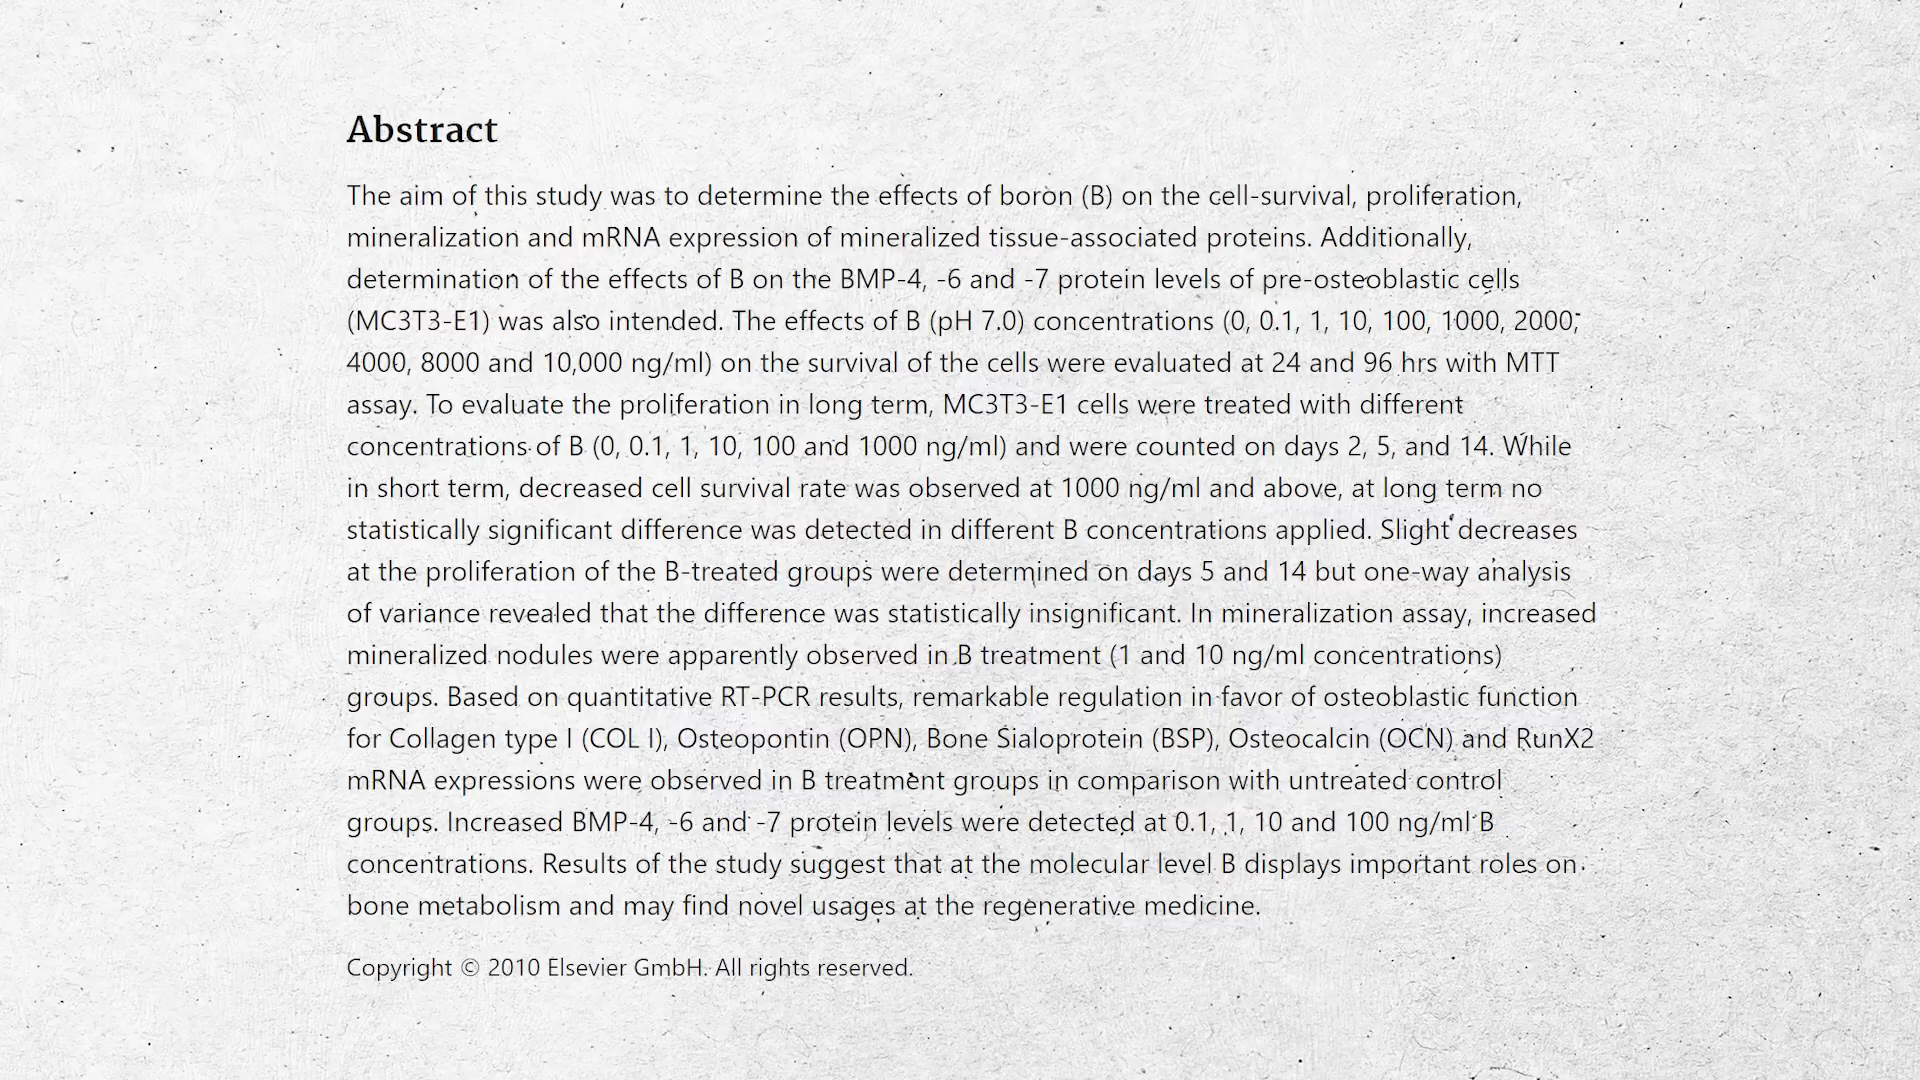 Abstract
The aim of this study was to determine the effects of boron (B) on the cell-survival, proliferation,
mineralization and mRNA expression of mineralized tissue-associated proteins. Additionally,
determination of the effects of B on the BMP-4, -6 and -7 protein levels of pre-osteoblastic cells
(MC3T3-E1) was also intended. The effects of B (pH 7.0) concentrations (0, 0.1, 1, 10, 100, 1000, 2000,
4000, 8000 and 10,000 ng/ml) on the survival of the cells were evaluated at 24 and 96 hrs with MTT
assay. To evaluate the proliferation in long term, MC3T3-E1 cells were treated with different
concentrations of B (0, 0.1, 1, 10, 100 and 1000 ng/ml) and were counted on days 2, 5, and 14. While
in short term, decreased cell survival rate was observed at 1000 ng/ml and above, at long term no
statistically significant difference was detected in different B concentrations applied. Slight decreases
at the proliferation of the B-treated groups were determined on days 5 and 14 but one-way analysis
of variance revealed that the difference was statistically insignificant. In mineralization assay, increased
mineralized nodules were apparently observed in B treatment (1 and 10 ng/ml concentrations)
groups. Based on quantitative RT-PCR results, remarkable regulation in favor of osteoblastic function
for Collagen type I (COL I), Osteopontin (OPN), Bone Sialoprotein (BSP), Osteocalcin (OCN) and RunX2
mRNA expressions were observed in B treatment groups in comparison with untreated control
groups. Increased BMP-4, -6 and -7 protein levels were detected at 0.1, 1, 10 and 100 ng/ml B
concentrations. Results of the study suggest that at the molecular level B displays important roles on
bone metabolism and may find novel usages at the regenerative medicine.
Copyright © 2010 Elsevier GmbH. All rights reserved.